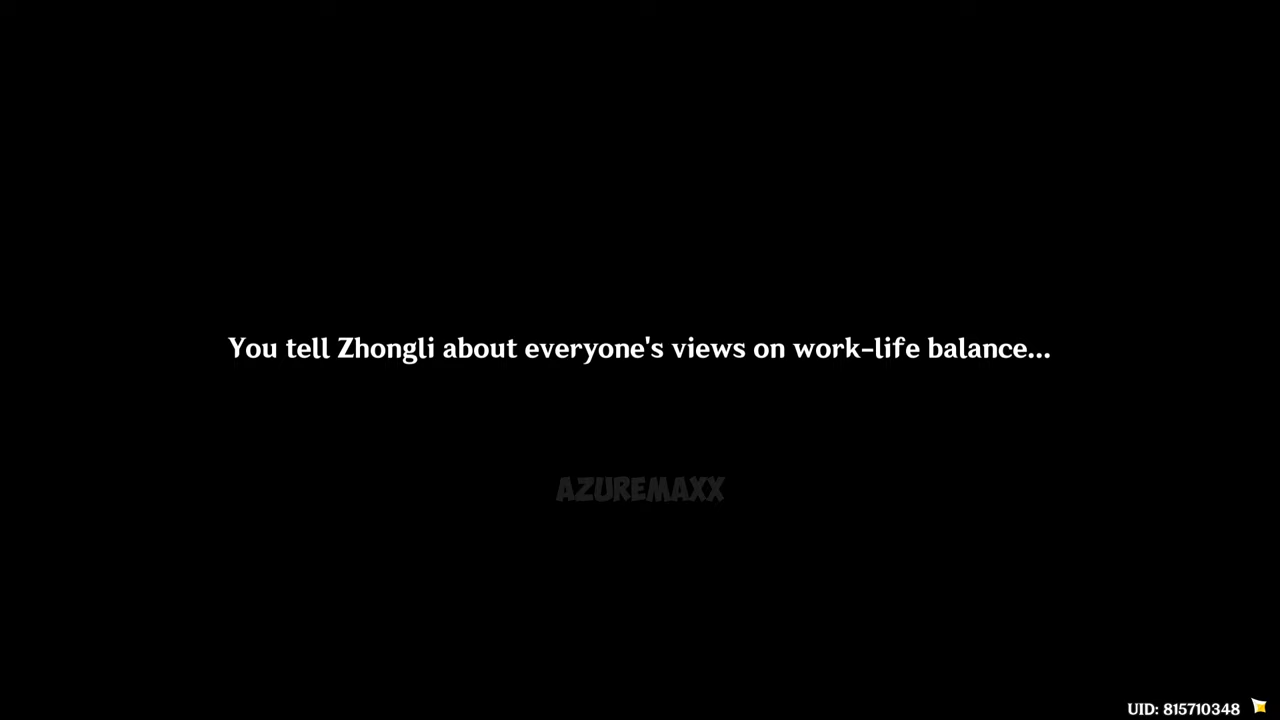 You tell Zhongli about everyone's views on work-life balance...
AZUREMAXX
UID: 815710348